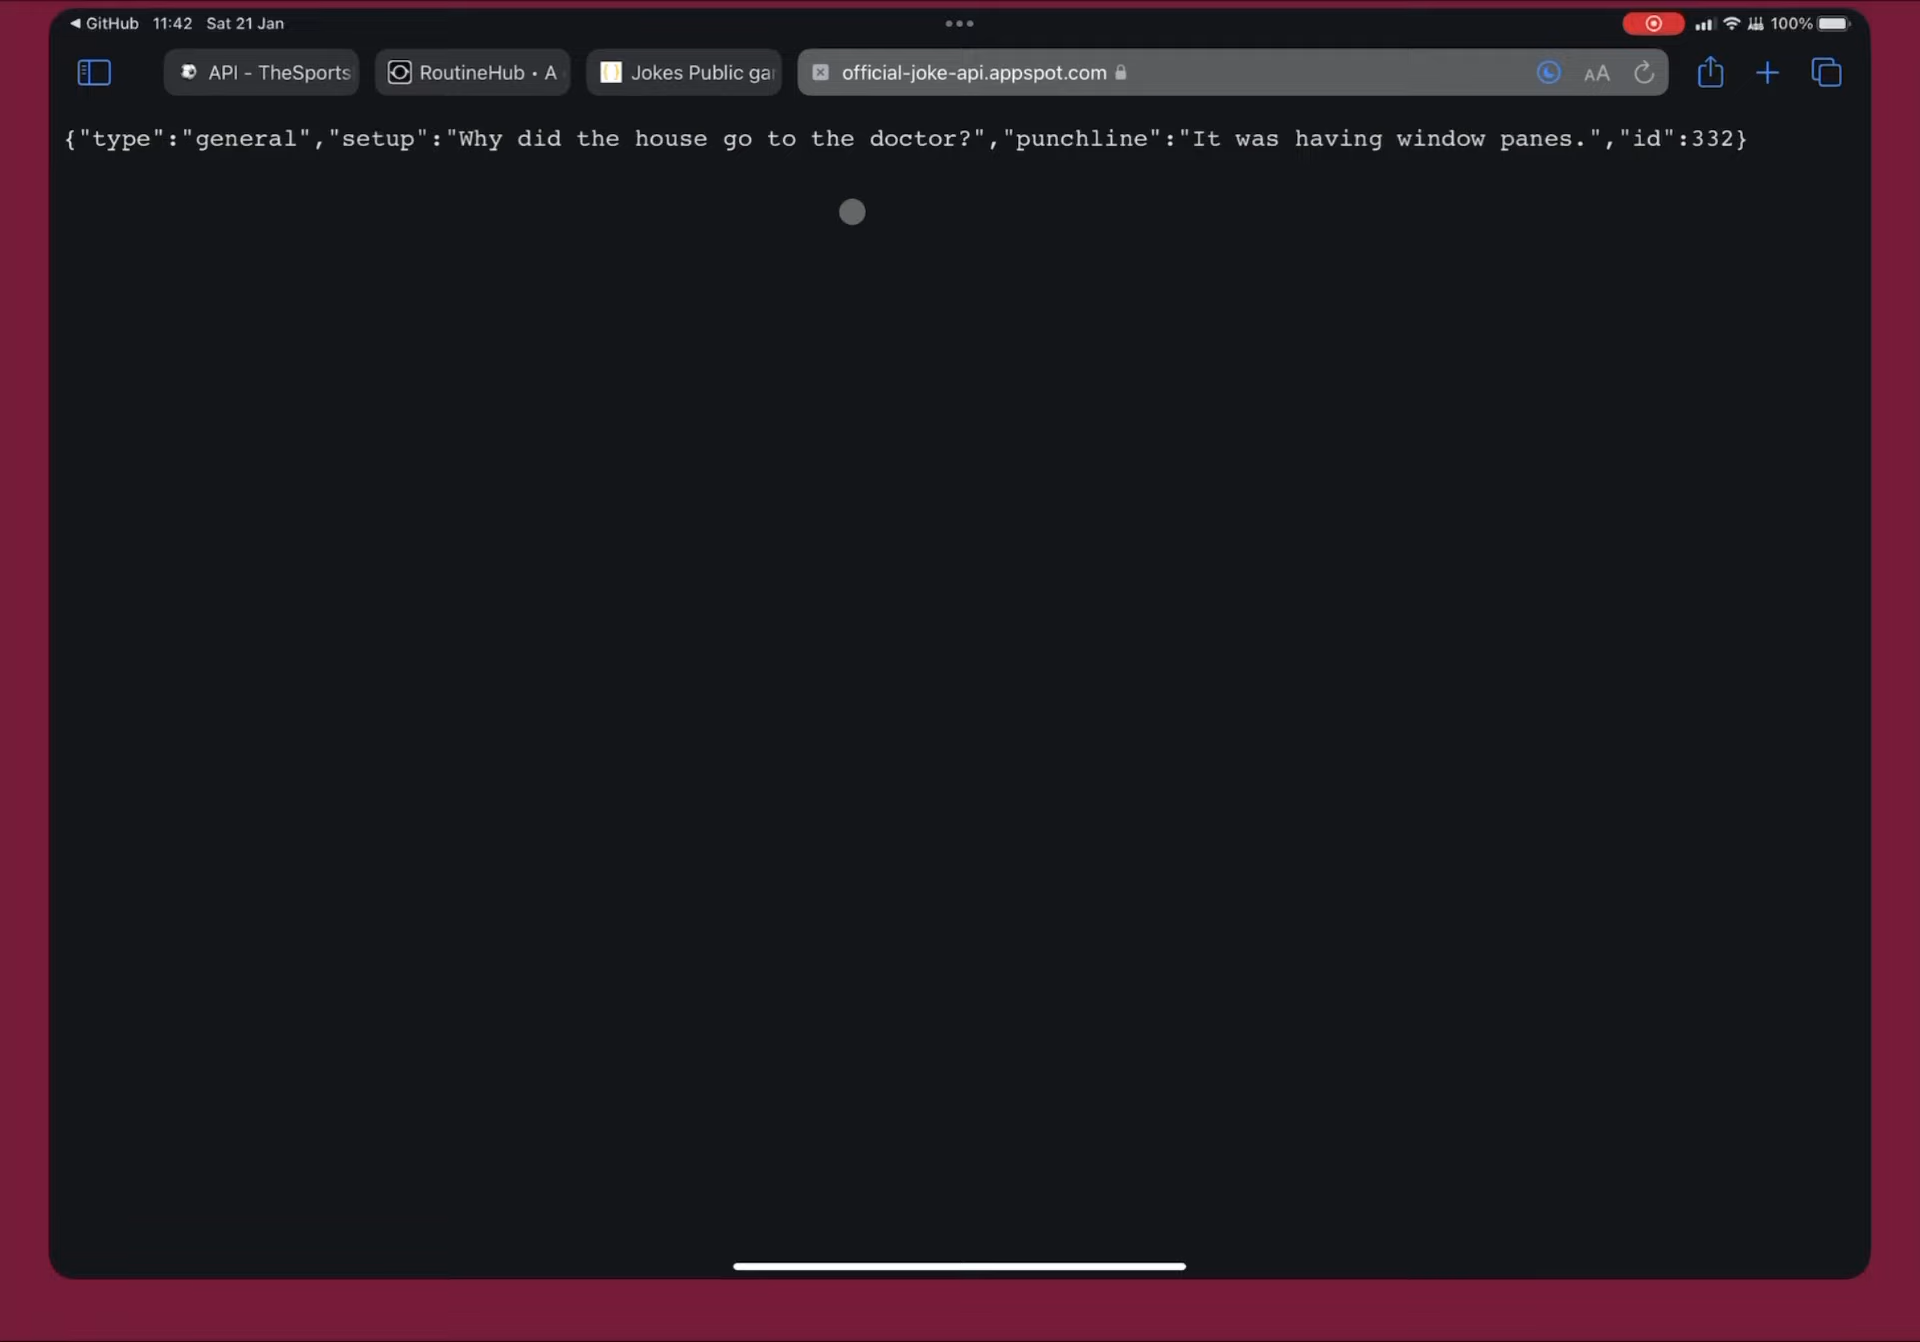 ◀ GitHub 11:42 Sat 21 Jan 100%
API - TheSports RoutineHub • A Jokes Public ga official-joke-api.appspot.com AA
{"type":"general","setup":"Why did the house go to the doctor?","punchline":"It was having window panes.","id":332}